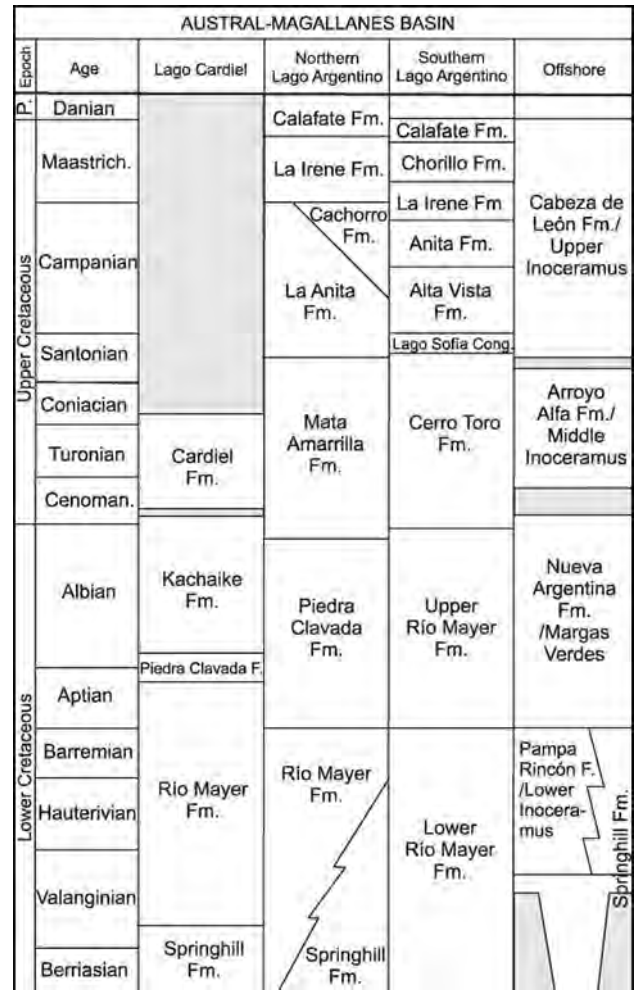 AUSTRAL-MAGALLANES BASIN
Epoch
Age
Lago Cardiel
Northern
Lago Argentino
Southern
Lago Argentino
Offshore
P.
Upper Cretaceous
Lower Cretaceous
Danian
Maastrich.
Campanian
Santonian
Coniacian
Turonian
Cenoman.
Albian
Aptian
Barremian
Hauterivian
Valanginian
Berriasian
Cardiel
Fm.
Kachaike
Fm.
Piedra Clavada F.
Río Mayer
Fm.
Springhill
Fm.
Calafate Fm.
La Irene Fm.
Cachorro
Fm.
La Anita
Fm.
Mata
Amarrilla
Fm.
Piedra
Clavada
Fm.
Río Mayer
Fm.
Springhill
Fm.
Calafate Fm.
Chorillo Fm.
La Irene Fm
Anita Fm.
Alta Vista
Fm.
Lago Sofía Cong.
Cerro Toro
Fm.
Upper
Río Mayer
Fm.
Lower
Río Mayer
Fm.
Cabeza de
León Fm./
Upper
Inoceramus
Arroyo
Alfa Fm./
Middle
Inoceramus
Nueva
Argentina
Fm.
/Margas
Verdes
Pampa
Rincón F.
/Lower
Inocera-
mus
Springhill Fm.